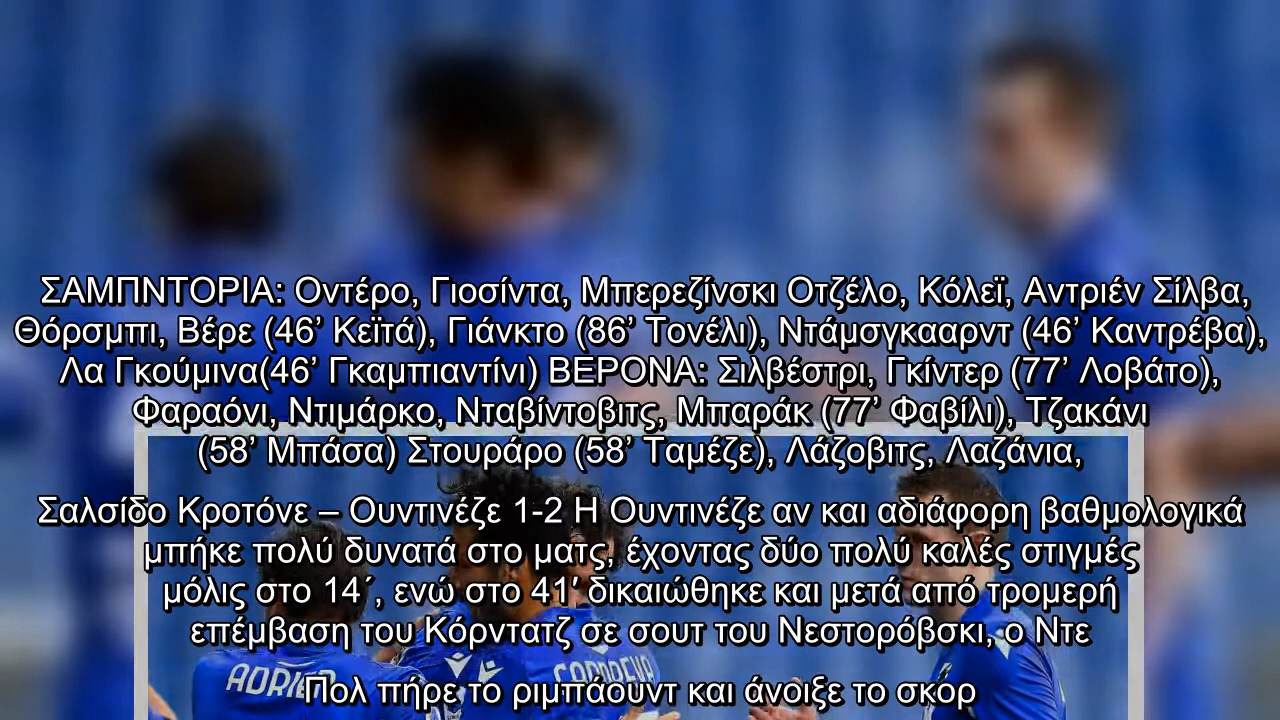 ΣΑΜΠΝΤΟΡΙΑ: Οντέρο, Γιοσίντα, Μπερεζίνσκι Οτζέλο, Κόλεϊ, Αντριέν Σίλβα,
Θόρσμπι, Βέρε (46’ Κεϊτά), Γιάνκτο (86’ Τονέλι), Ντάμσγκααρντ (46’ Καντρέβα),
Λα Γκούμινα(46’ Γκαμπιαντίνι) ΒΕΡΟΝΑ: Σιλβέστρι, Γκίντερ (77’ Λοβάτο),
Φαραόνι, Ντιμάρκο, Νταβίντοβιτς, Μπαράκ (77’ Φαβίλι), Τζακάνι
(58’ Μπάσα) Στουράρο (58’ Ταμέζε), Λάζοβιτς, Λαζάνια,
Σαλσίδο Κροτόνε – Ουντινέζε 1-2 Η Ουντινέζε αν και αδιάφορη βαθμολογικά
μπήκε πολύ δυνατά στο ματς, έχοντας δύο πολύ καλές στιγμές
μόλις στο 14΄, ενώ στο 41′ δικαιώθηκε και μετά από τρομερή
επέμβαση του Κόρντατζ σε σουτ του Νεστορόβσκι, ο Ντε
Πολ πήρε το ριμπάουντ και άνοιξε το σκορ